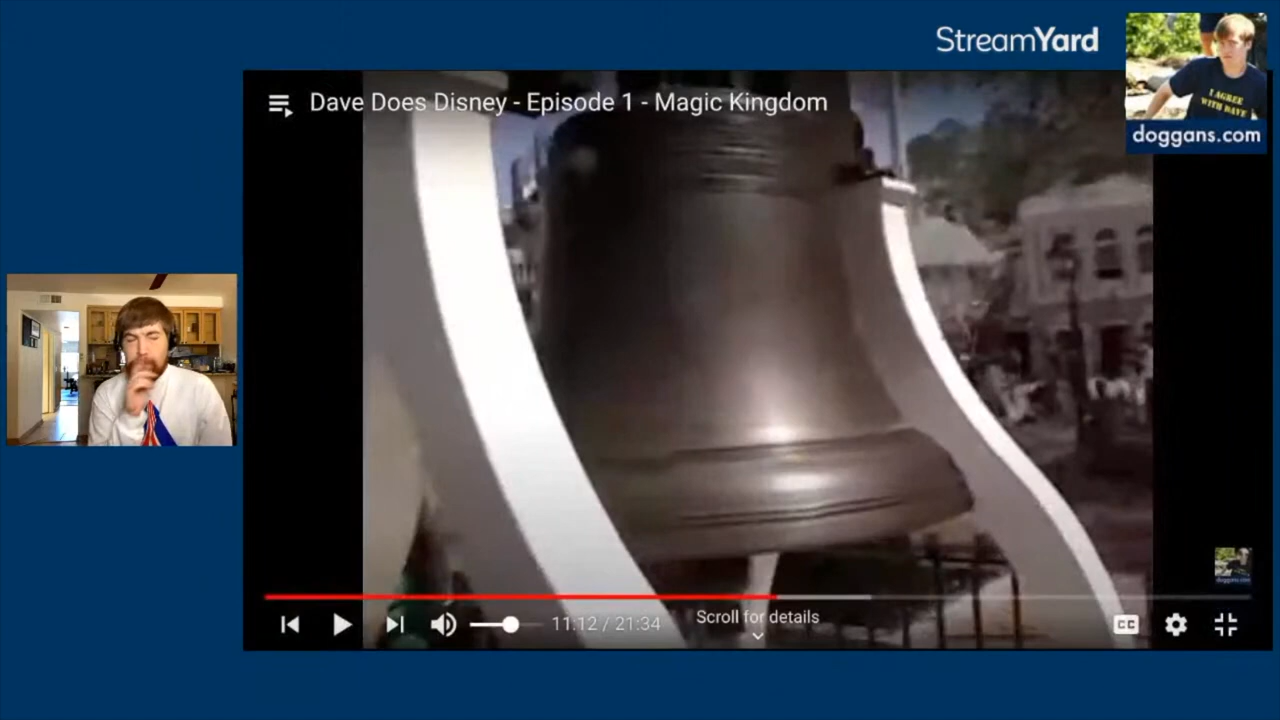 StreamYard
I AGREE
WITH DAVE
doggans.com
Dave Does Disney - Episode 1 - Magic Kingdom
11:12 / 21:34
Scroll for details
CC